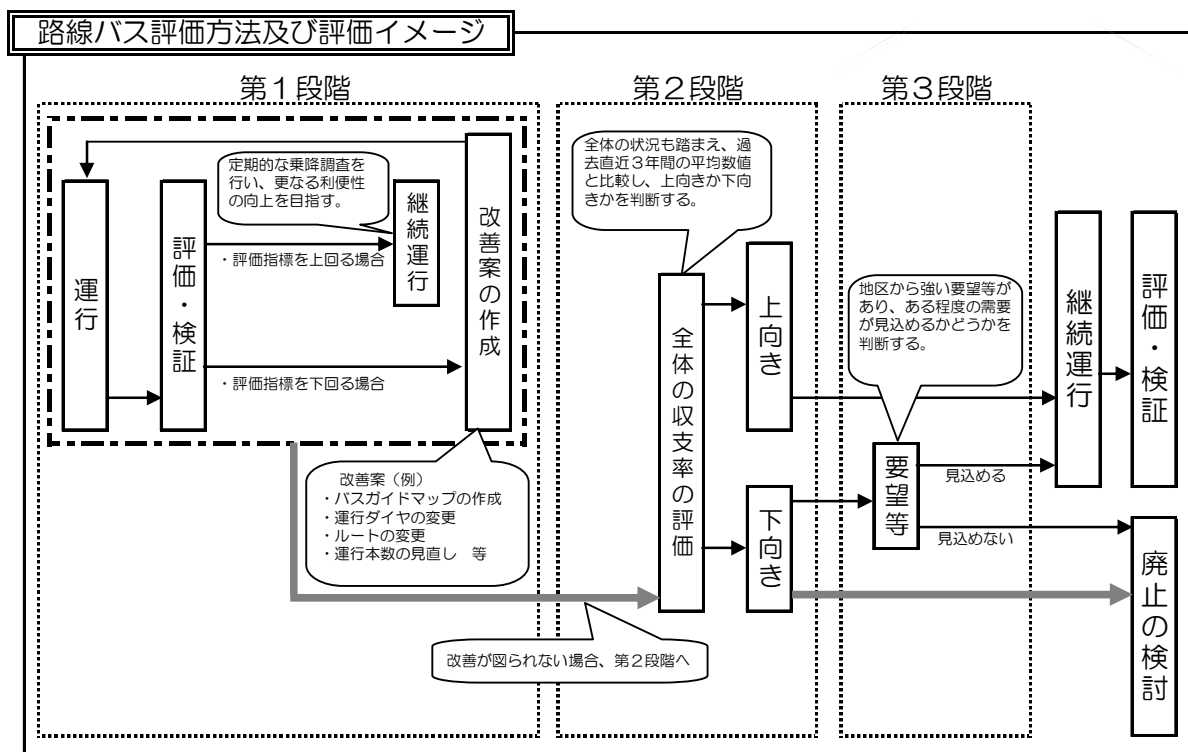 路線バス評価方法及び評価イメージ
第1段階
第2段階
第3段階
運行
評価・検証
定期的な乗降調査を
行い、更なる利便性
の向上を目指す。
・評価指標を上回る場合
継続運行
・評価指標を下回る場合
改善案の作成
改善案（例）
・バスガイドマップの作成
・運行ダイヤの変更
・ルートの変更
・運行本数の見直し　等
改善が図られない場合、第２段階へ
全体の状況も踏まえ、過
去直近３年間の平均数値
と比較し、上向きか下向
きかを判断する。
全体の収支率の評価
上向き
下向き
地区から強い要望等が
あり、ある程度の需要
が見込めるかどうかを
判断する。
要望等
見込める
見込めない
継続運行
評価・検証
廃止の検討